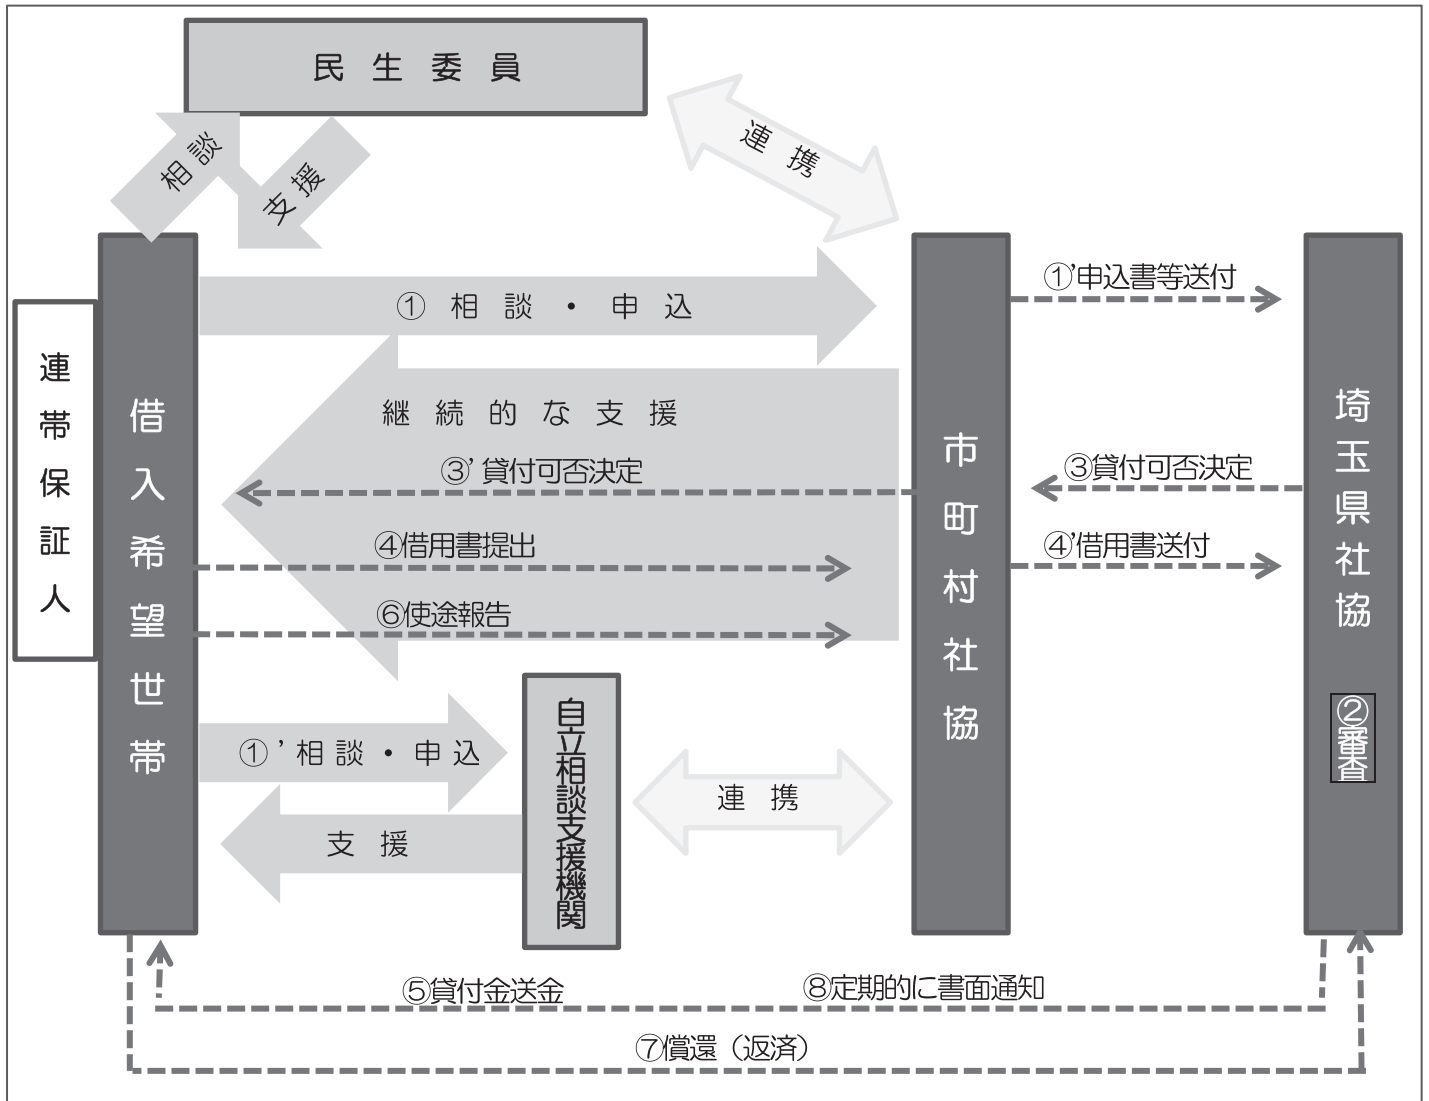 民生委員
相談
支援
連携
①相談・申込
①’申込書等送付
連帯保証人
借入希望世帯
継続的な支援
市町村社協
埼玉県社協
②審査
③’貸付可否決定
③貸付可否決定
④借用書提出
④’借用書送付
⑥使途報告
自立相談支援機関
①’相談・申込
連携
支援
⑤貸付金送金
⑧定期的に書面通知
⑦償還（返済）